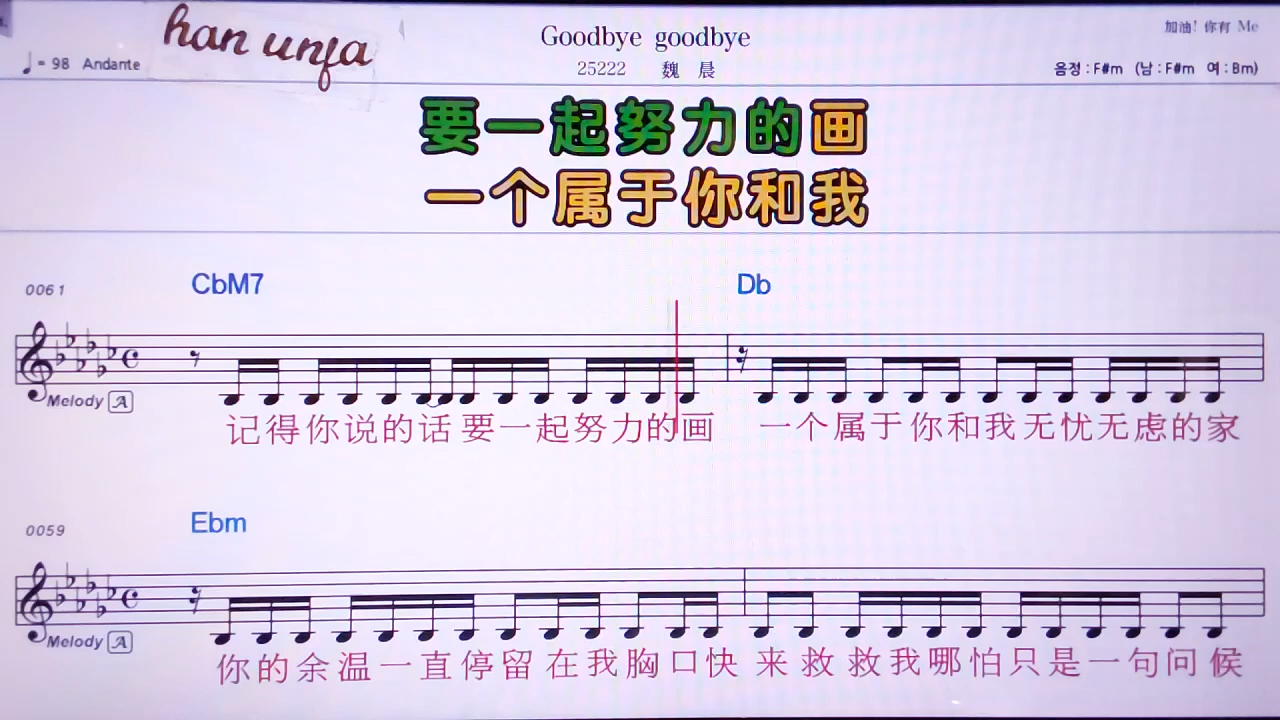 han unfa
Goodbye goodbye
加油! 你有 Me
♩= 98 Andante
25222 魏 晨
음정 : F#m (남 : F#m 여 : Bm)
要一起努力的画
一个属于你和我
0061
CbM7 Db
Melody A
记得你说的话要一起努力的画 一个属于你和我无忧无虑的家
0059
Ebm
Melody A
你的余温一直停留在我胸口快来救救我哪怕只是一句问候